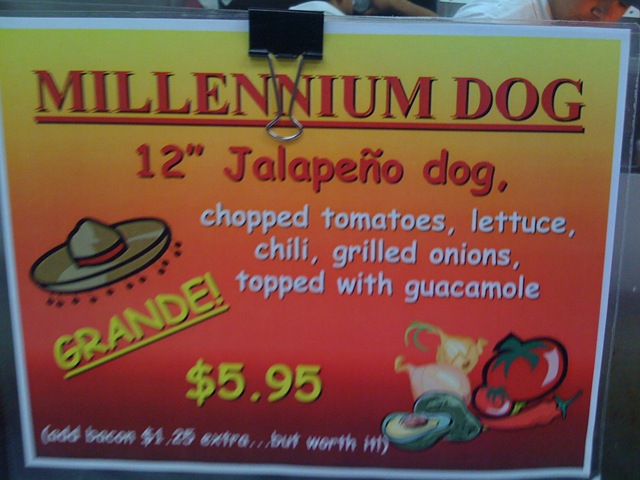 MILLENNIUM DOG
12" Jalapeño dog,
chopped tomatoes, lettuce,
chili, grilled onions,
topped with guacamole
GRANDE!
$5.95
(add bacon $1.25 extra...but worth it!)